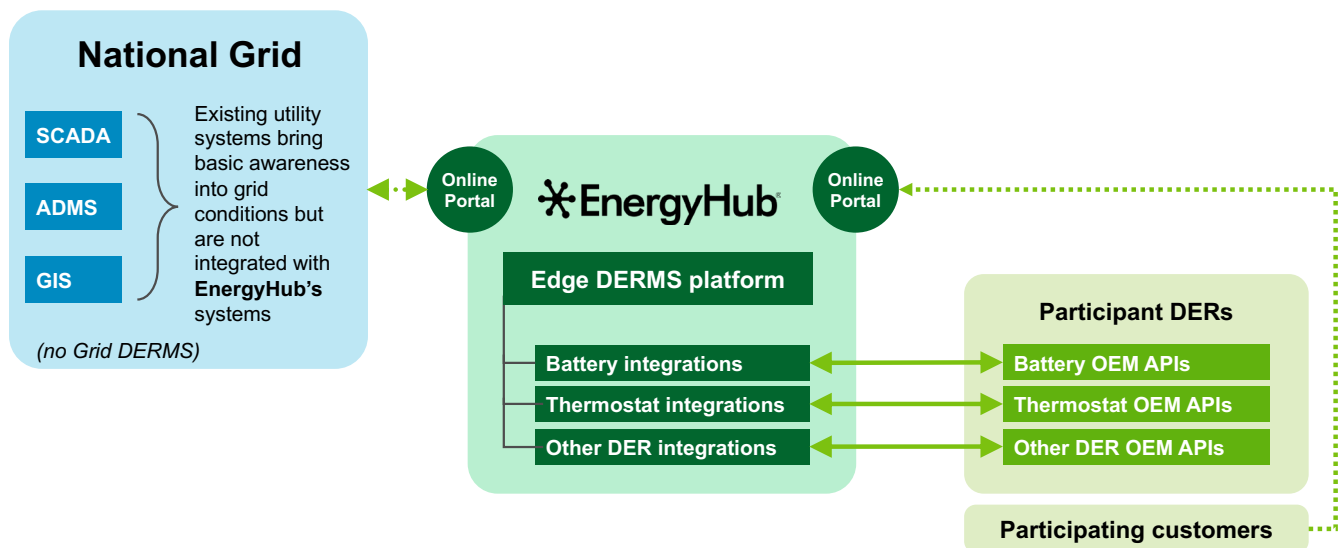 National Grid
SCADA
ADMS
GIS
Existing utility
systems bring
basic awareness
into grid
conditions but
are not
integrated with
EnergyHub’s
systems
(no Grid DERMS)
Online
Portal
EnergyHub
Online
Portal
Edge DERMS platform
Battery integrations
Thermostat integrations
Other DER integrations
Participant DERs
Battery OEM APIs
Thermostat OEM APIs
Other DER OEM APIs
Participating customers